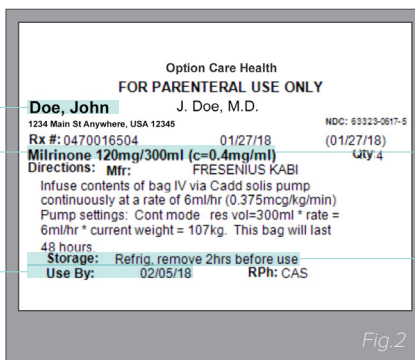 Option Care Health
FOR PARENTERAL USE ONLY
Doe, John J. Doe, M.D.
1234 Main St Anywhere, USA 12345 NDC: 63323-0617-5
Rx #: 0470016504 01/27/18 (01/27/18)
Milrinone 120mg/300ml (c=0.4mg/ml) Qty:4
Directions: Mfr: FRESENIUS KABI
Infuse contents of bag IV via Cadd solis pump
continuously at a rate of 6ml/hr (0.375mcg/kg/min)
Pump settings: Cont mode res vol=300ml * rate =
6ml/hr * current weight = 107kg. This bag will last
48 hours.
Storage: Refrig, remove 2hrs before use
Use By: 02/05/18 RPh: CAS
Fig.2